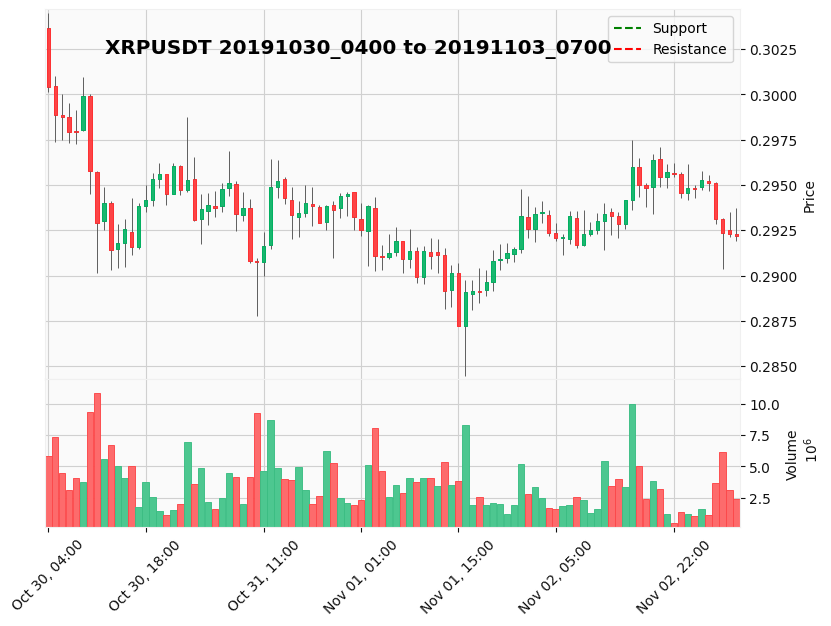 XRPUSDT 20191030_0400 to 20191103_0700
Support
Resistance
0.3025
0.3000
0.2975
0.2950
0.2925
0.2900
0.2875
0.2850
Price
10.0
7.5
5.0
2.5
Volume
10^6
Oct 30, 04:00
Oct 30, 18:00
Oct 31, 11:00
Nov 01, 01:00
Nov 01, 15:00
Nov 02, 05:00
Nov 02, 22:00